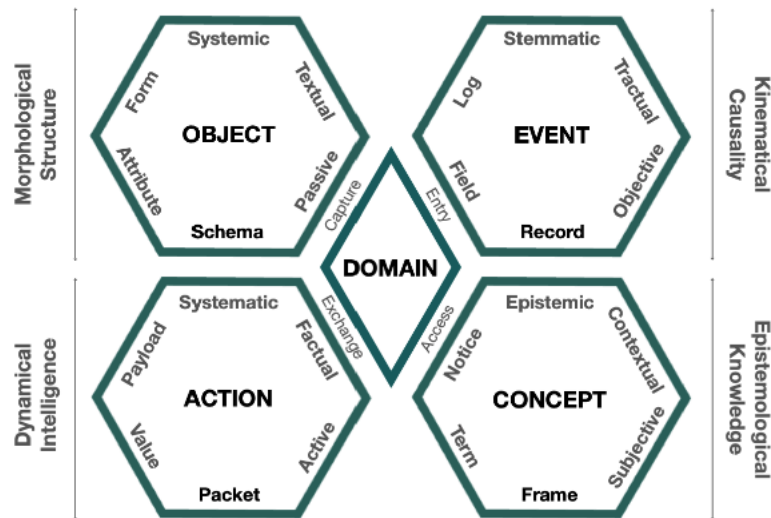 Morphological
Structure
Systemic
Form
Textual
OBJECT
Attribute
Passive
Schema
Stemmatic
Log
Tractual
EVENT
Field
Objective
Record
Kinematical
Causality
Capture
Entry
DOMAIN
Exchange
Access
Dynamical
Intelligence
Systematic
Payload
Factual
ACTION
Value
Active
Packet
Epistemic
Notice
Contextual
CONCEPT
Term
Subjective
Frame
Epistemological
Knowledge